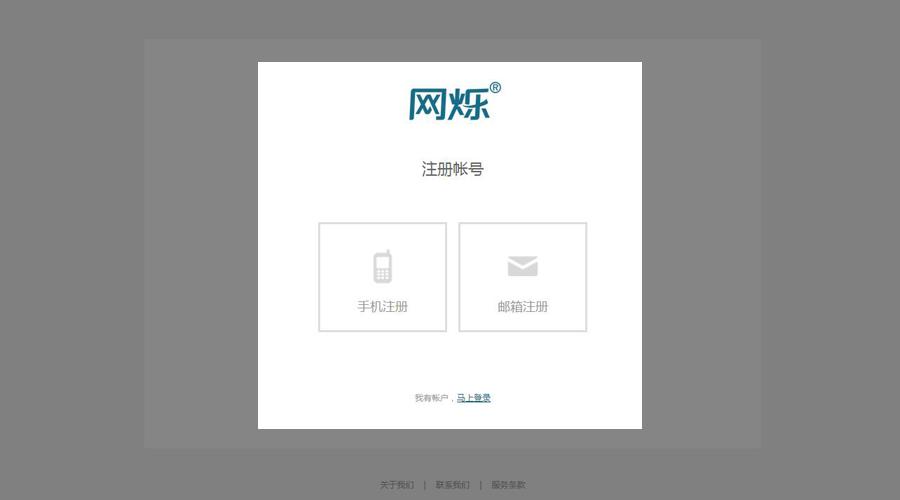 网烁®
注册帐号
手机注册 邮箱注册
我有帐户，马上登录
关于我们 | 联系我们 | 服务条款